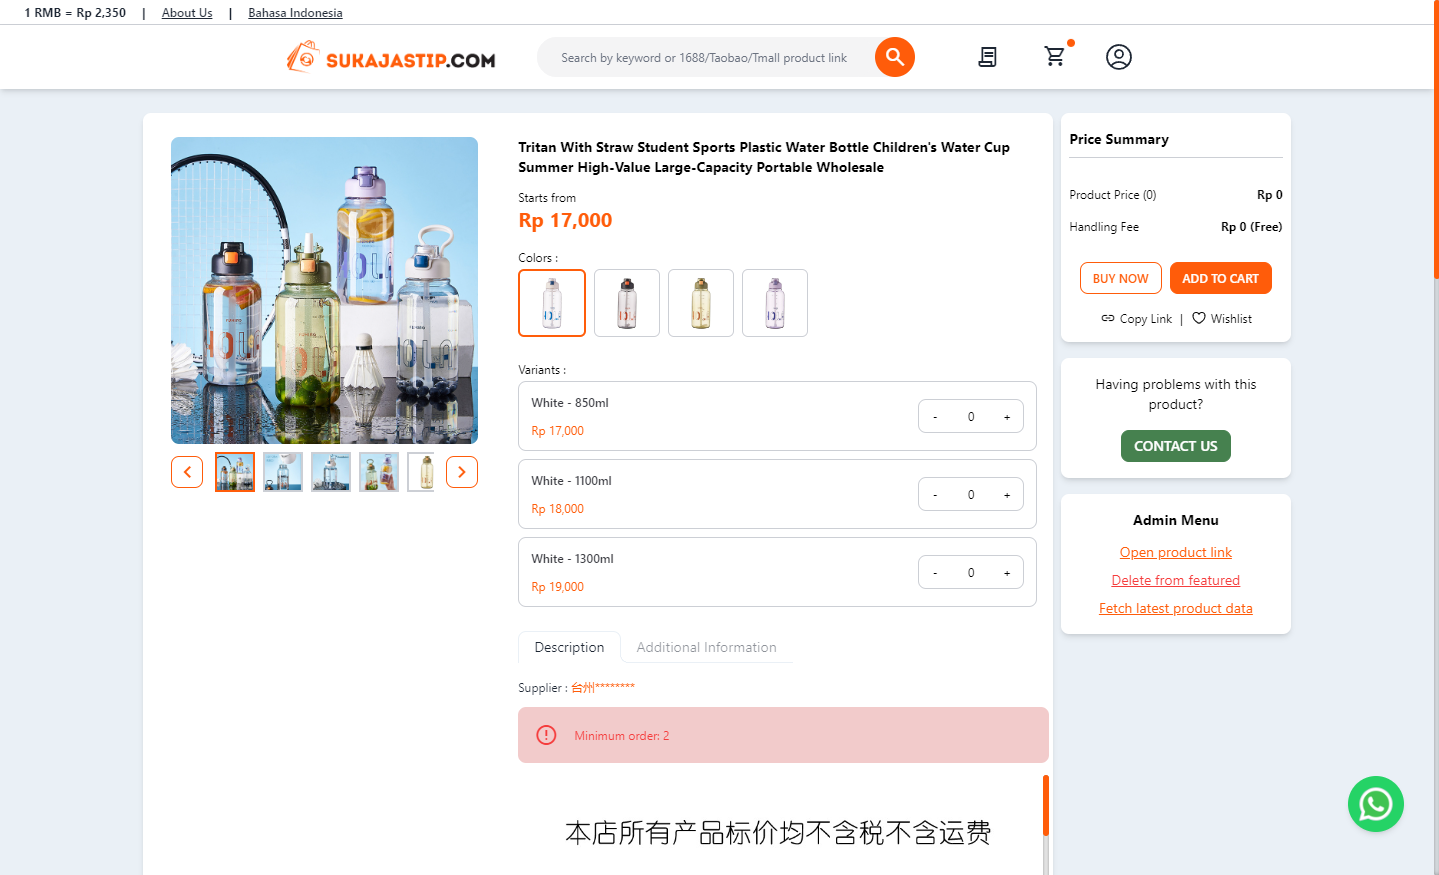 1 RMB = Rp 2,350 | About Us | Bahasa Indonesia
SUKAJASTIP.COM
Search by keyword or 1688/Taobao/Tmall product link
Tritan With Straw Student Sports Plastic Water Bottle Children's Water Cup
Summer High-Value Large-Capacity Portable Wholesale
Starts from
Rp 17,000
Colors :
Variants :
White - 850ml
Rp 17,000
- 0 +
White - 1100ml
Rp 18,000
- 0 +
White - 1300ml
Rp 19,000
- 0 +
Description
Additional Information
Supplier : 台州********
Minimum order: 2
本店所有产品标价均不含税不含运费
Price Summary
Product Price (0) Rp 0
Handling Fee Rp 0 (Free)
BUY NOW
ADD TO CART
Copy Link | Wishlist
Having problems with this
product?
CONTACT US
Admin Menu
Open product link
Delete from featured
Fetch latest product data